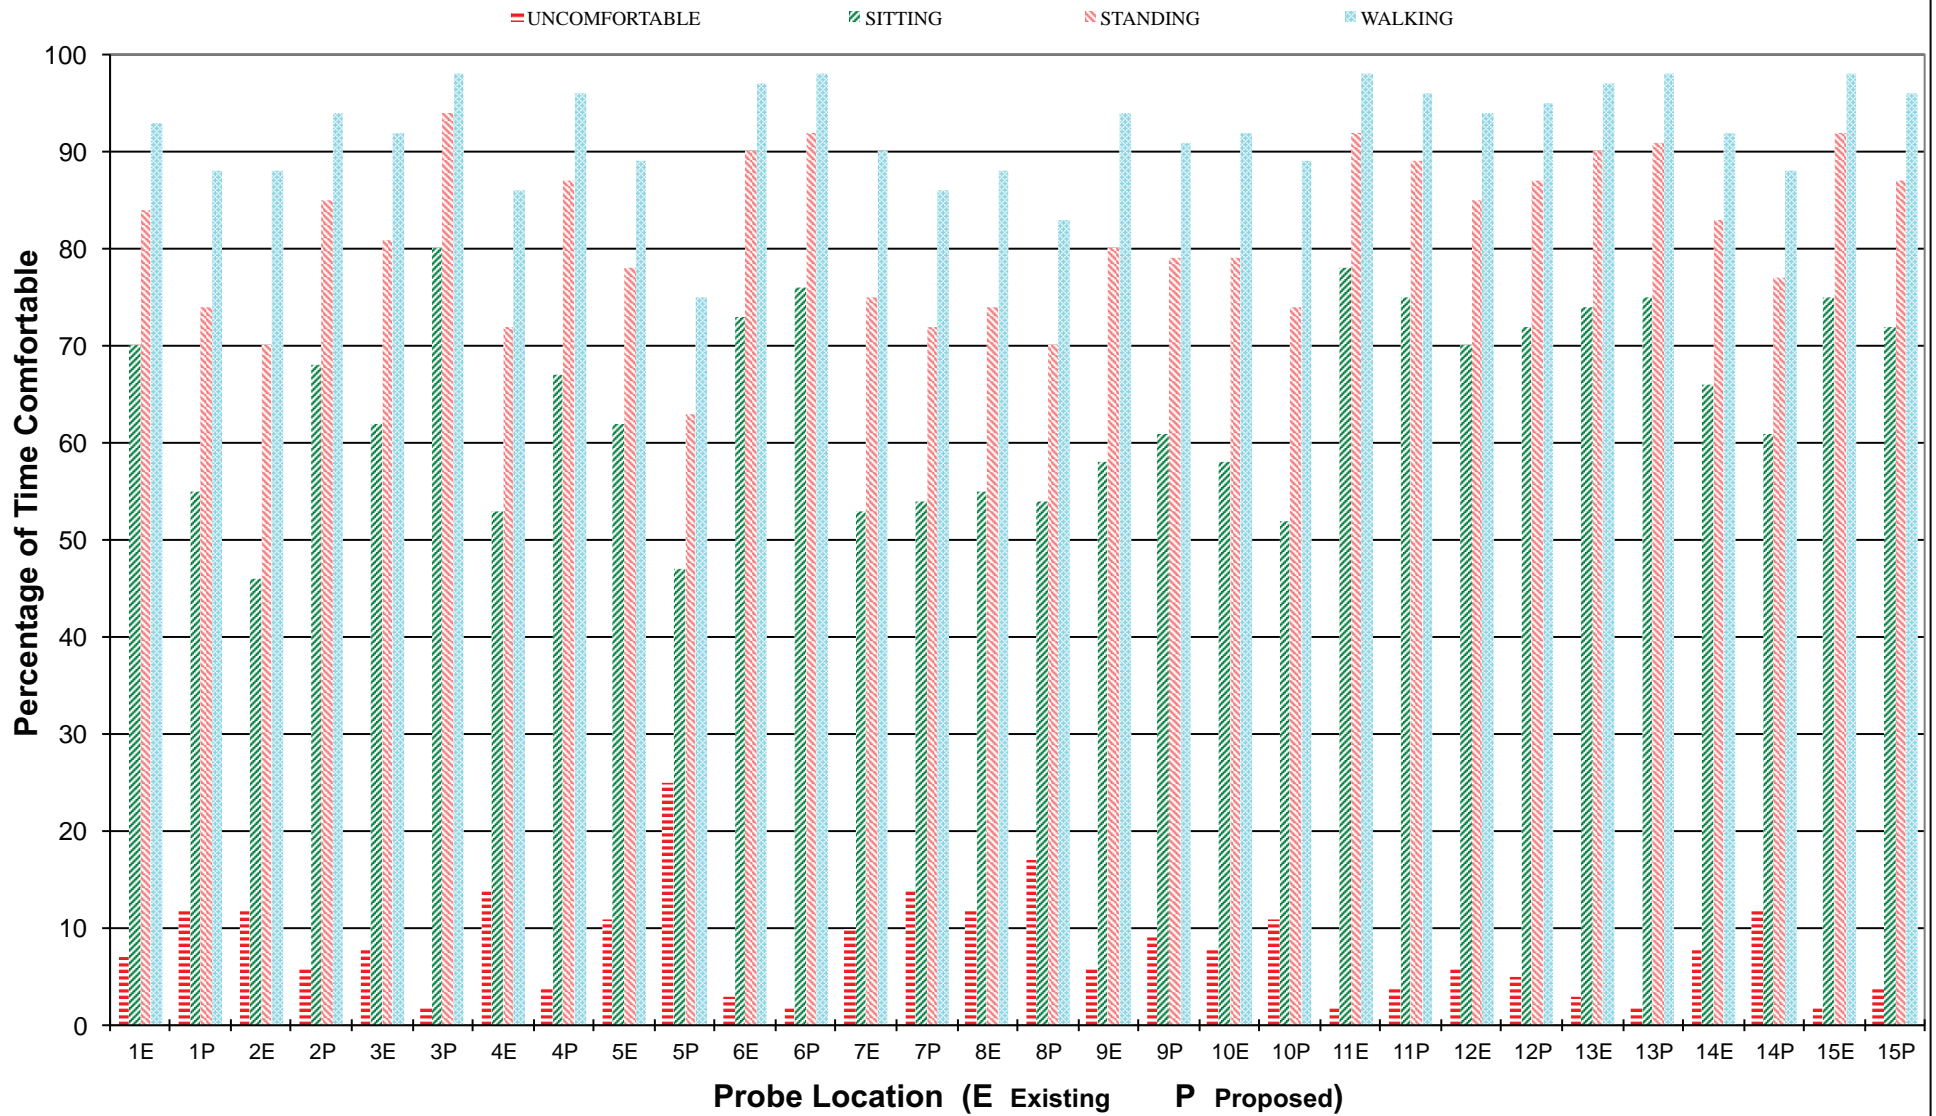 UNCOMFORTABLE SITTING STANDING WALKING
Percentage of Time Comfortable
100
90
80
70
60
50
40
30
20
10
0
1E 1P 2E 2P 3E 3P 4E 4P 5E 5P 6E 6P 7E 7P 8E 8P 9E 9P 10E 10P 11E 11P 12E 12P 13E 13P 14E 14P 15E 15P
Probe Location (E Existing P Proposed)